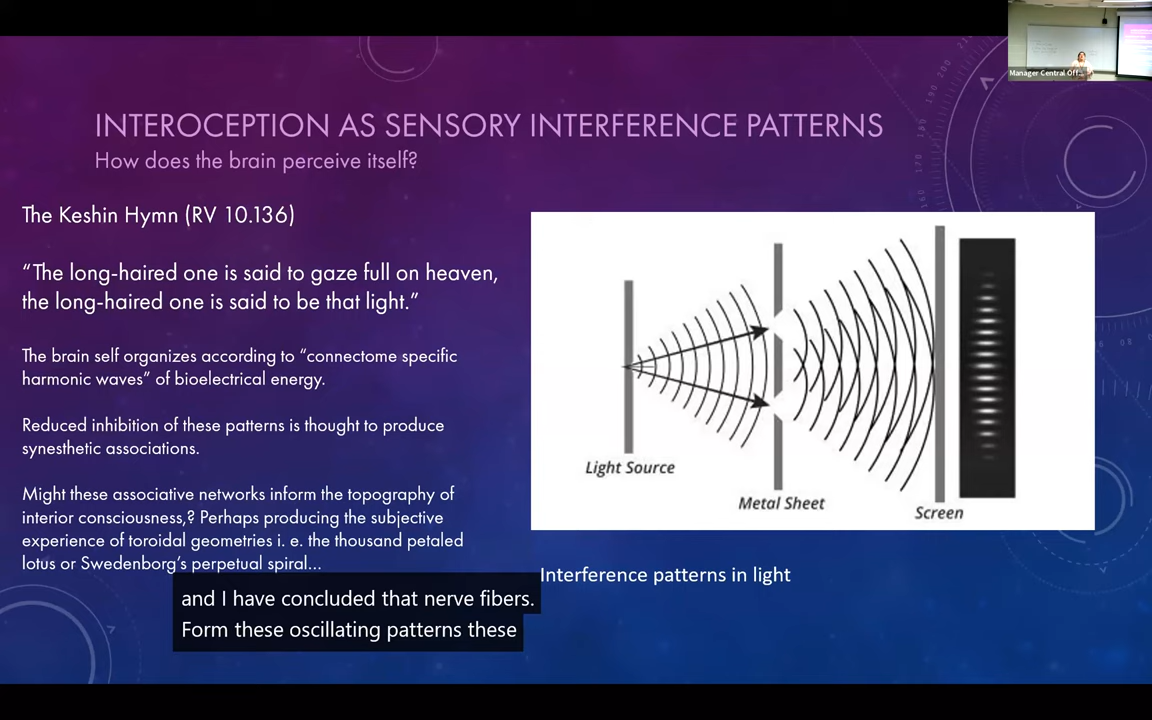 Manager Central Off...
INTEROCEPTION AS SENSORY INTERFERENCE PATTERNS
How does the brain perceive itself?
The Keshin Hymn (RV 10.136)
“The long-haired one is said to gaze full on heaven,
the long-haired one is said to be that light.”
The brain self organizes according to “connectome specific
harmonic waves” of bioelectrical energy.
Reduced inhibition of these patterns is thought to produce
synesthetic associations.
Might these associative networks inform the topography of
interior consciousness,? Perhaps producing the subjective
experience of toroidal geometries i. e. the thousand petaled
lotus or Swedenborg’s perpetual spiral...
Light Source
Metal Sheet
Screen
Interference patterns in light
and I have concluded that nerve fibers.
Form these oscillating patterns these